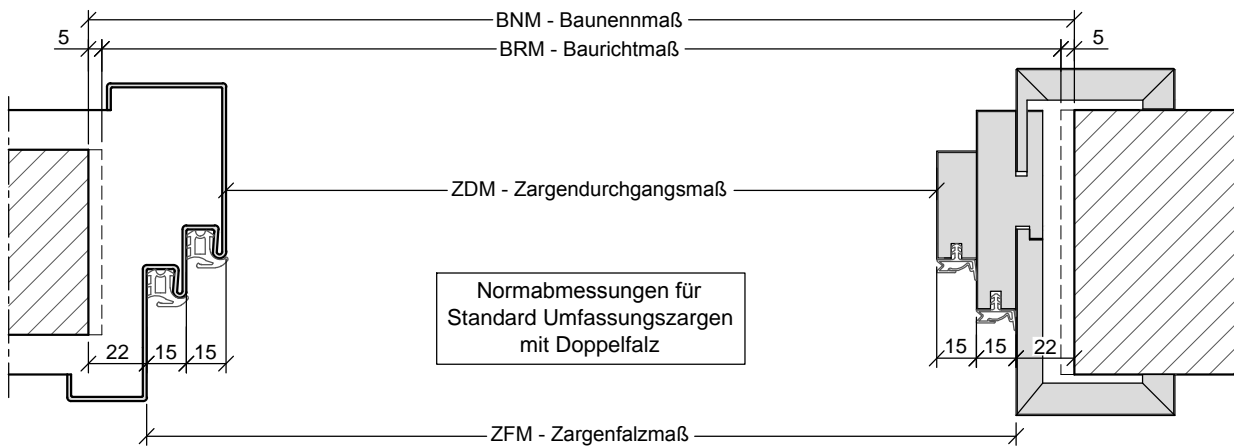 BNM - Baunennmaß
5
BRM - Baurichtmaß
5
ZDM - Zargendurchgangsmaß
Normabmessungen für
Standard Umfassungszargen
mit Doppelfalz
22 15 15
15 15 22
ZFM - Zargenfalzmaß